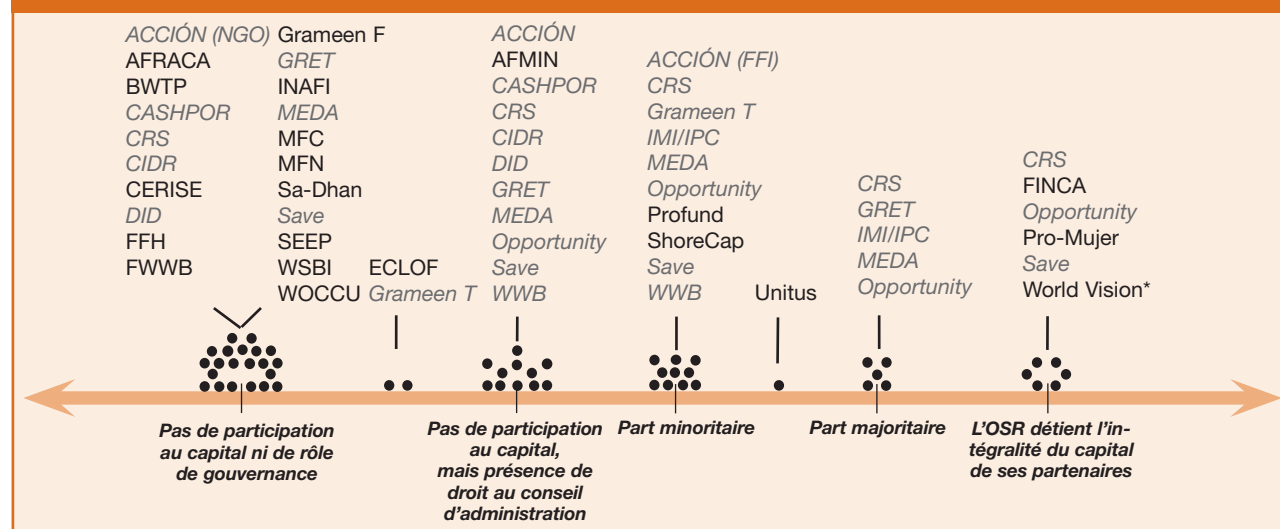 ACCIÓN (NGO)
AFRACA
BWTP
CASHPOR
CRS
CIDR
CERISE
DID
FFH
FWWB
Grameen F
GRET
INAFI
MEDA
MFC
MFN
Sa-Dhan
Save
SEEP
WSBI
WOCCU
ECLOF
Grameen T
ACCIÓN
AFMIN
CASHPOR
CRS
CIDR
DID
GRET
MEDA
Opportunity
Save
WWB
ACCIÓN (FFI)
CRS
Grameen T
IMI/IPC
MEDA
Opportunity
Profund
ShoreCap
Save
WWB
Unitus
CRS
GRET
IMI/IPC
MEDA
Opportunity
CRS
FINCA
Opportunity
Pro-Mujer
Save
World Vision*
Pas de participation
au capital ni de rôle
de gouvernance
Pas de participation
au capital,
mais présence de
droit au conseil
d'administration
Part minoritaire
Part majoritaire
L'OSR détient l'in-
tégralité du capital
de ses partenaires